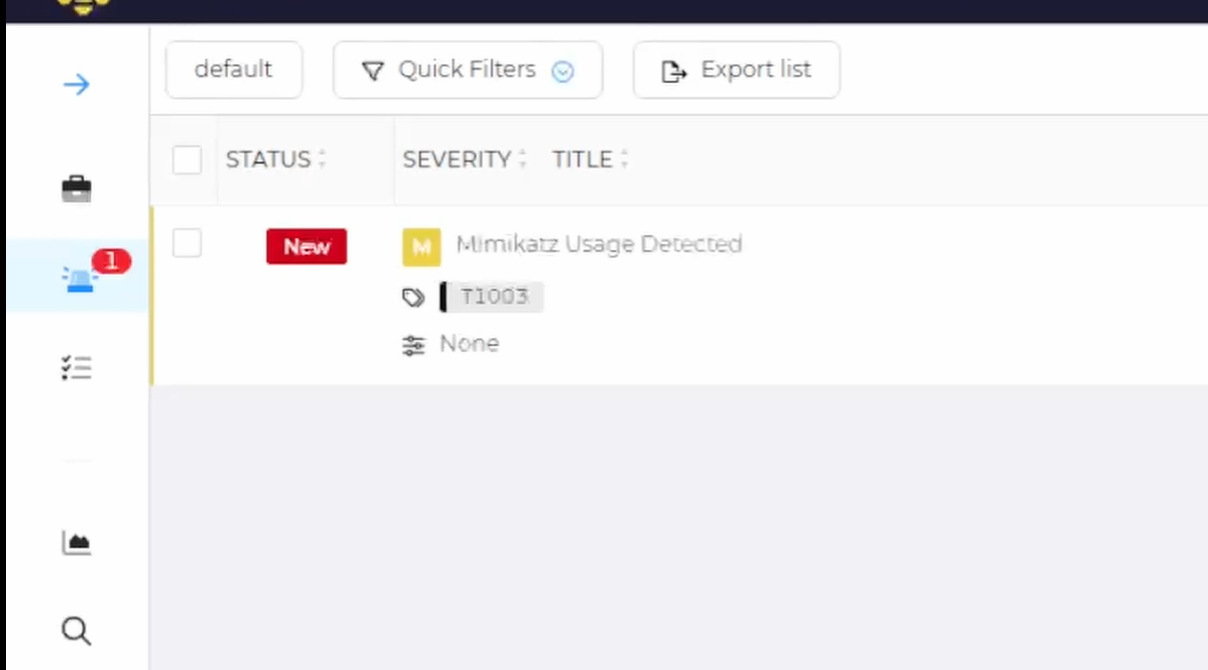 default Quick Filters Export list
STATUS SEVERITY TITLE
1
New M Mimikatz Usage Detected
T1003
None